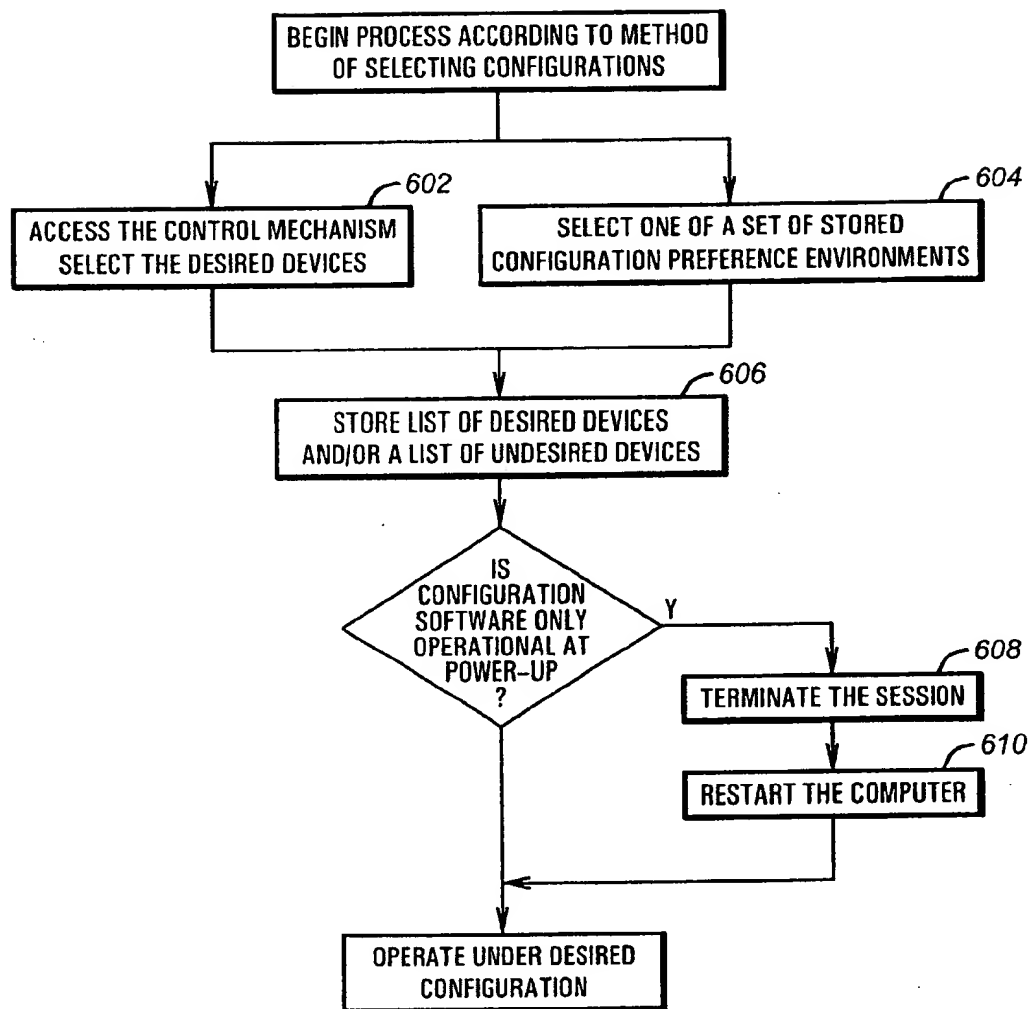 BEGIN PROCESS ACCORDING TO METHOD
OF SELECTING CONFIGURATIONS
602
604
ACCESS THE CONTROL MECHANISM
SELECT THE DESIRED DEVICES
SELECT ONE OF A SET OF STORED
CONFIGURATION PREFERENCE ENVIRONMENTS
606
STORE LIST OF DESIRED DEVICES
AND/OR A LIST OF UNDESIRED DEVICES
IS
CONFIGURATION
SOFTWARE ONLY
OPERATIONAL AT
POWER-UP
?
Y
608
TERMINATE THE SESSION
610
RESTART THE COMPUTER
OPERATE UNDER DESIRED
CONFIGURATION